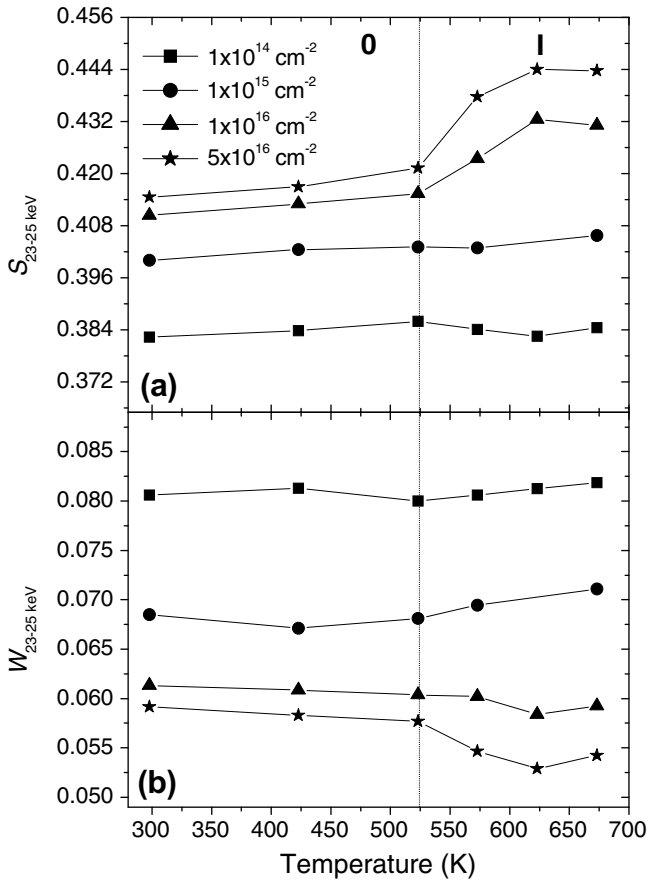 0.456
0.444
0.432
0.420
0.408
0.396
0.384
0.372
S23-25 keV
0 I
1x10^14 cm^-2
1x10^15 cm^-2
1x10^16 cm^-2
5x10^16 cm^-2
(a)
0.085
0.080
0.075
0.070
0.065
0.060
0.055
0.050
W23-25 keV
(b)
300 350 400 450 500 550 600 650 700
Temperature (K)